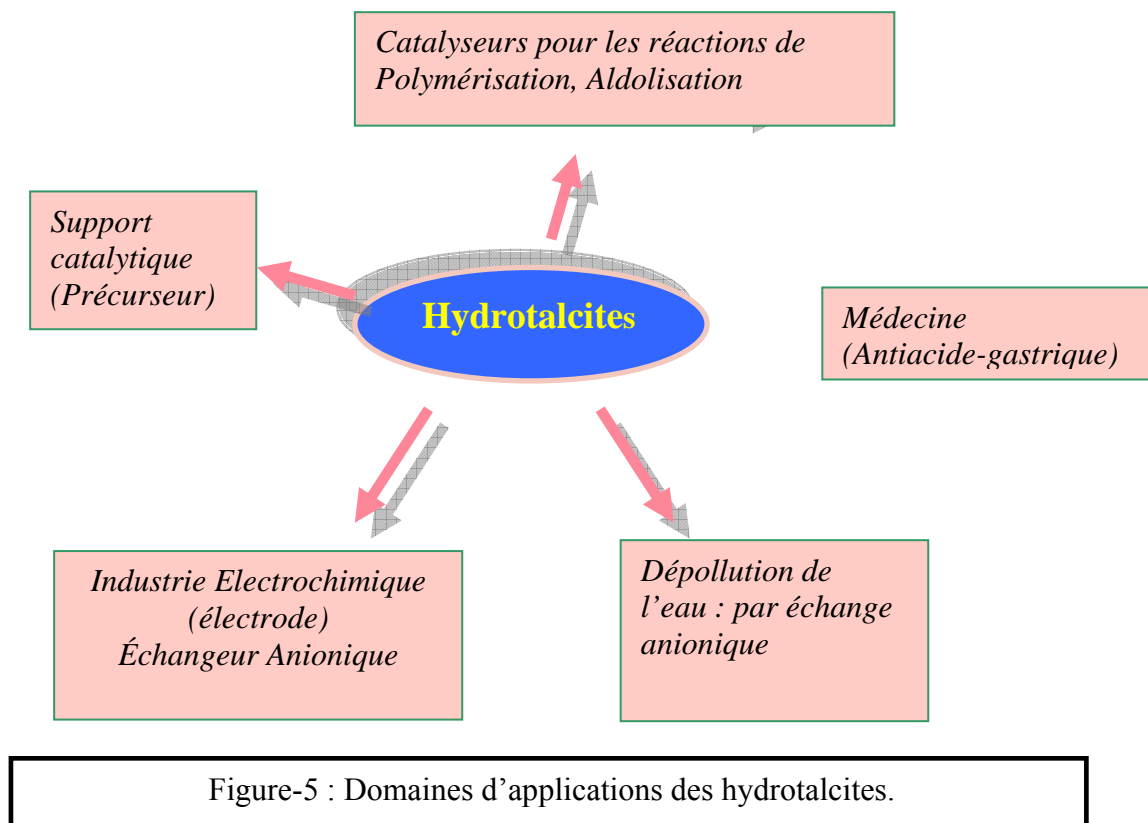 Catalyseurs pour les réactions de
Polymérisation, Aldolisation
Support
catalytique
(Précurseur)
Hydrotalcites
Médecine
(Antiacide-gastrique)
Industrie Electrochimique
(électrode)
Échangeur Anionique
Dépollution de
l’eau : par échange
anionique
Figure-5 : Domaines d’applications des hydrotalcites.